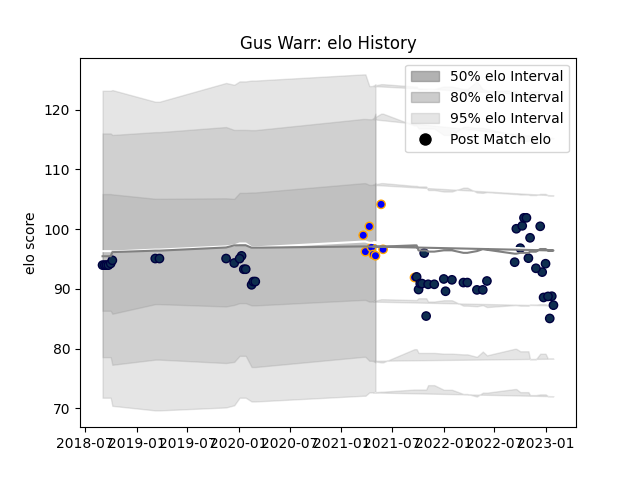 Gus Warr: elo History
50% elo Interval
80% elo Interval
95% elo Interval
Post Match elo
elo score
120
110
100
90
80
70
2018-07 2019-01 2019-07 2020-01 2020-07 2021-01 2021-07 2022-01 2022-07 2023-01